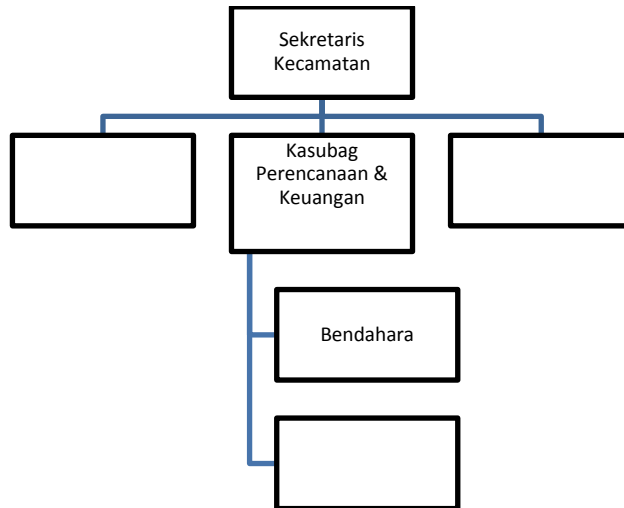 Sekretaris
Kecamatan
Kasubag
Perencanaan &
Keuangan
Bendahara